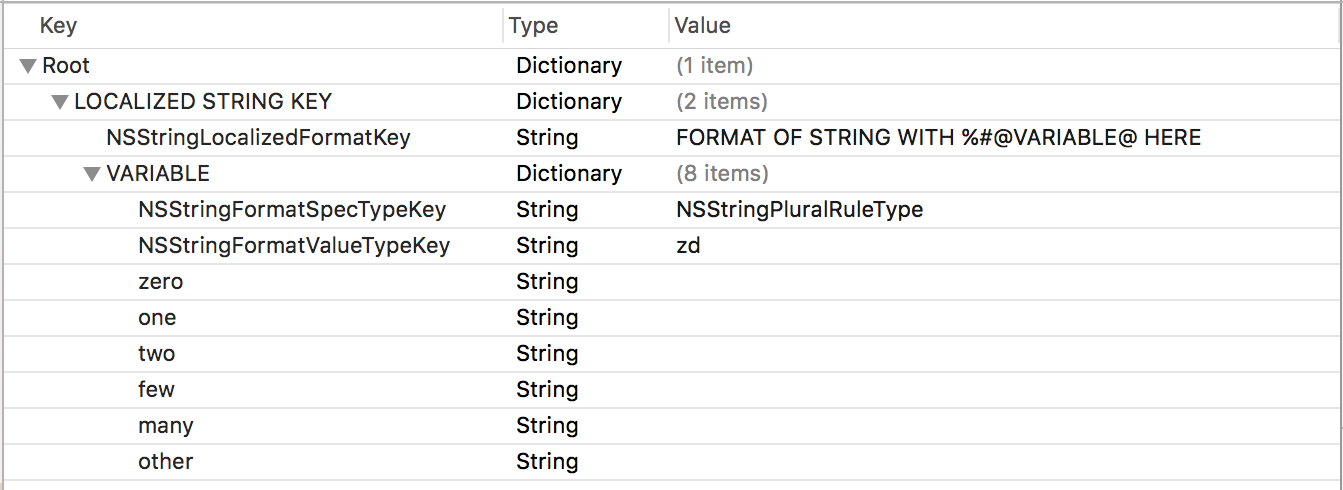 Key Type Value
Root Dictionary (1 item)
LOCALIZED STRING KEY Dictionary (2 items)
NSStringLocalizedFormatKey String FORMAT OF STRING WITH %#@VARIABLE@ HERE
VARIABLE Dictionary (8 items)
NSStringFormatSpecTypeKey String NSStringPluralRuleType
NSStringFormatValueTypeKey String zd
zero String
one String
two String
few String
many String
other String